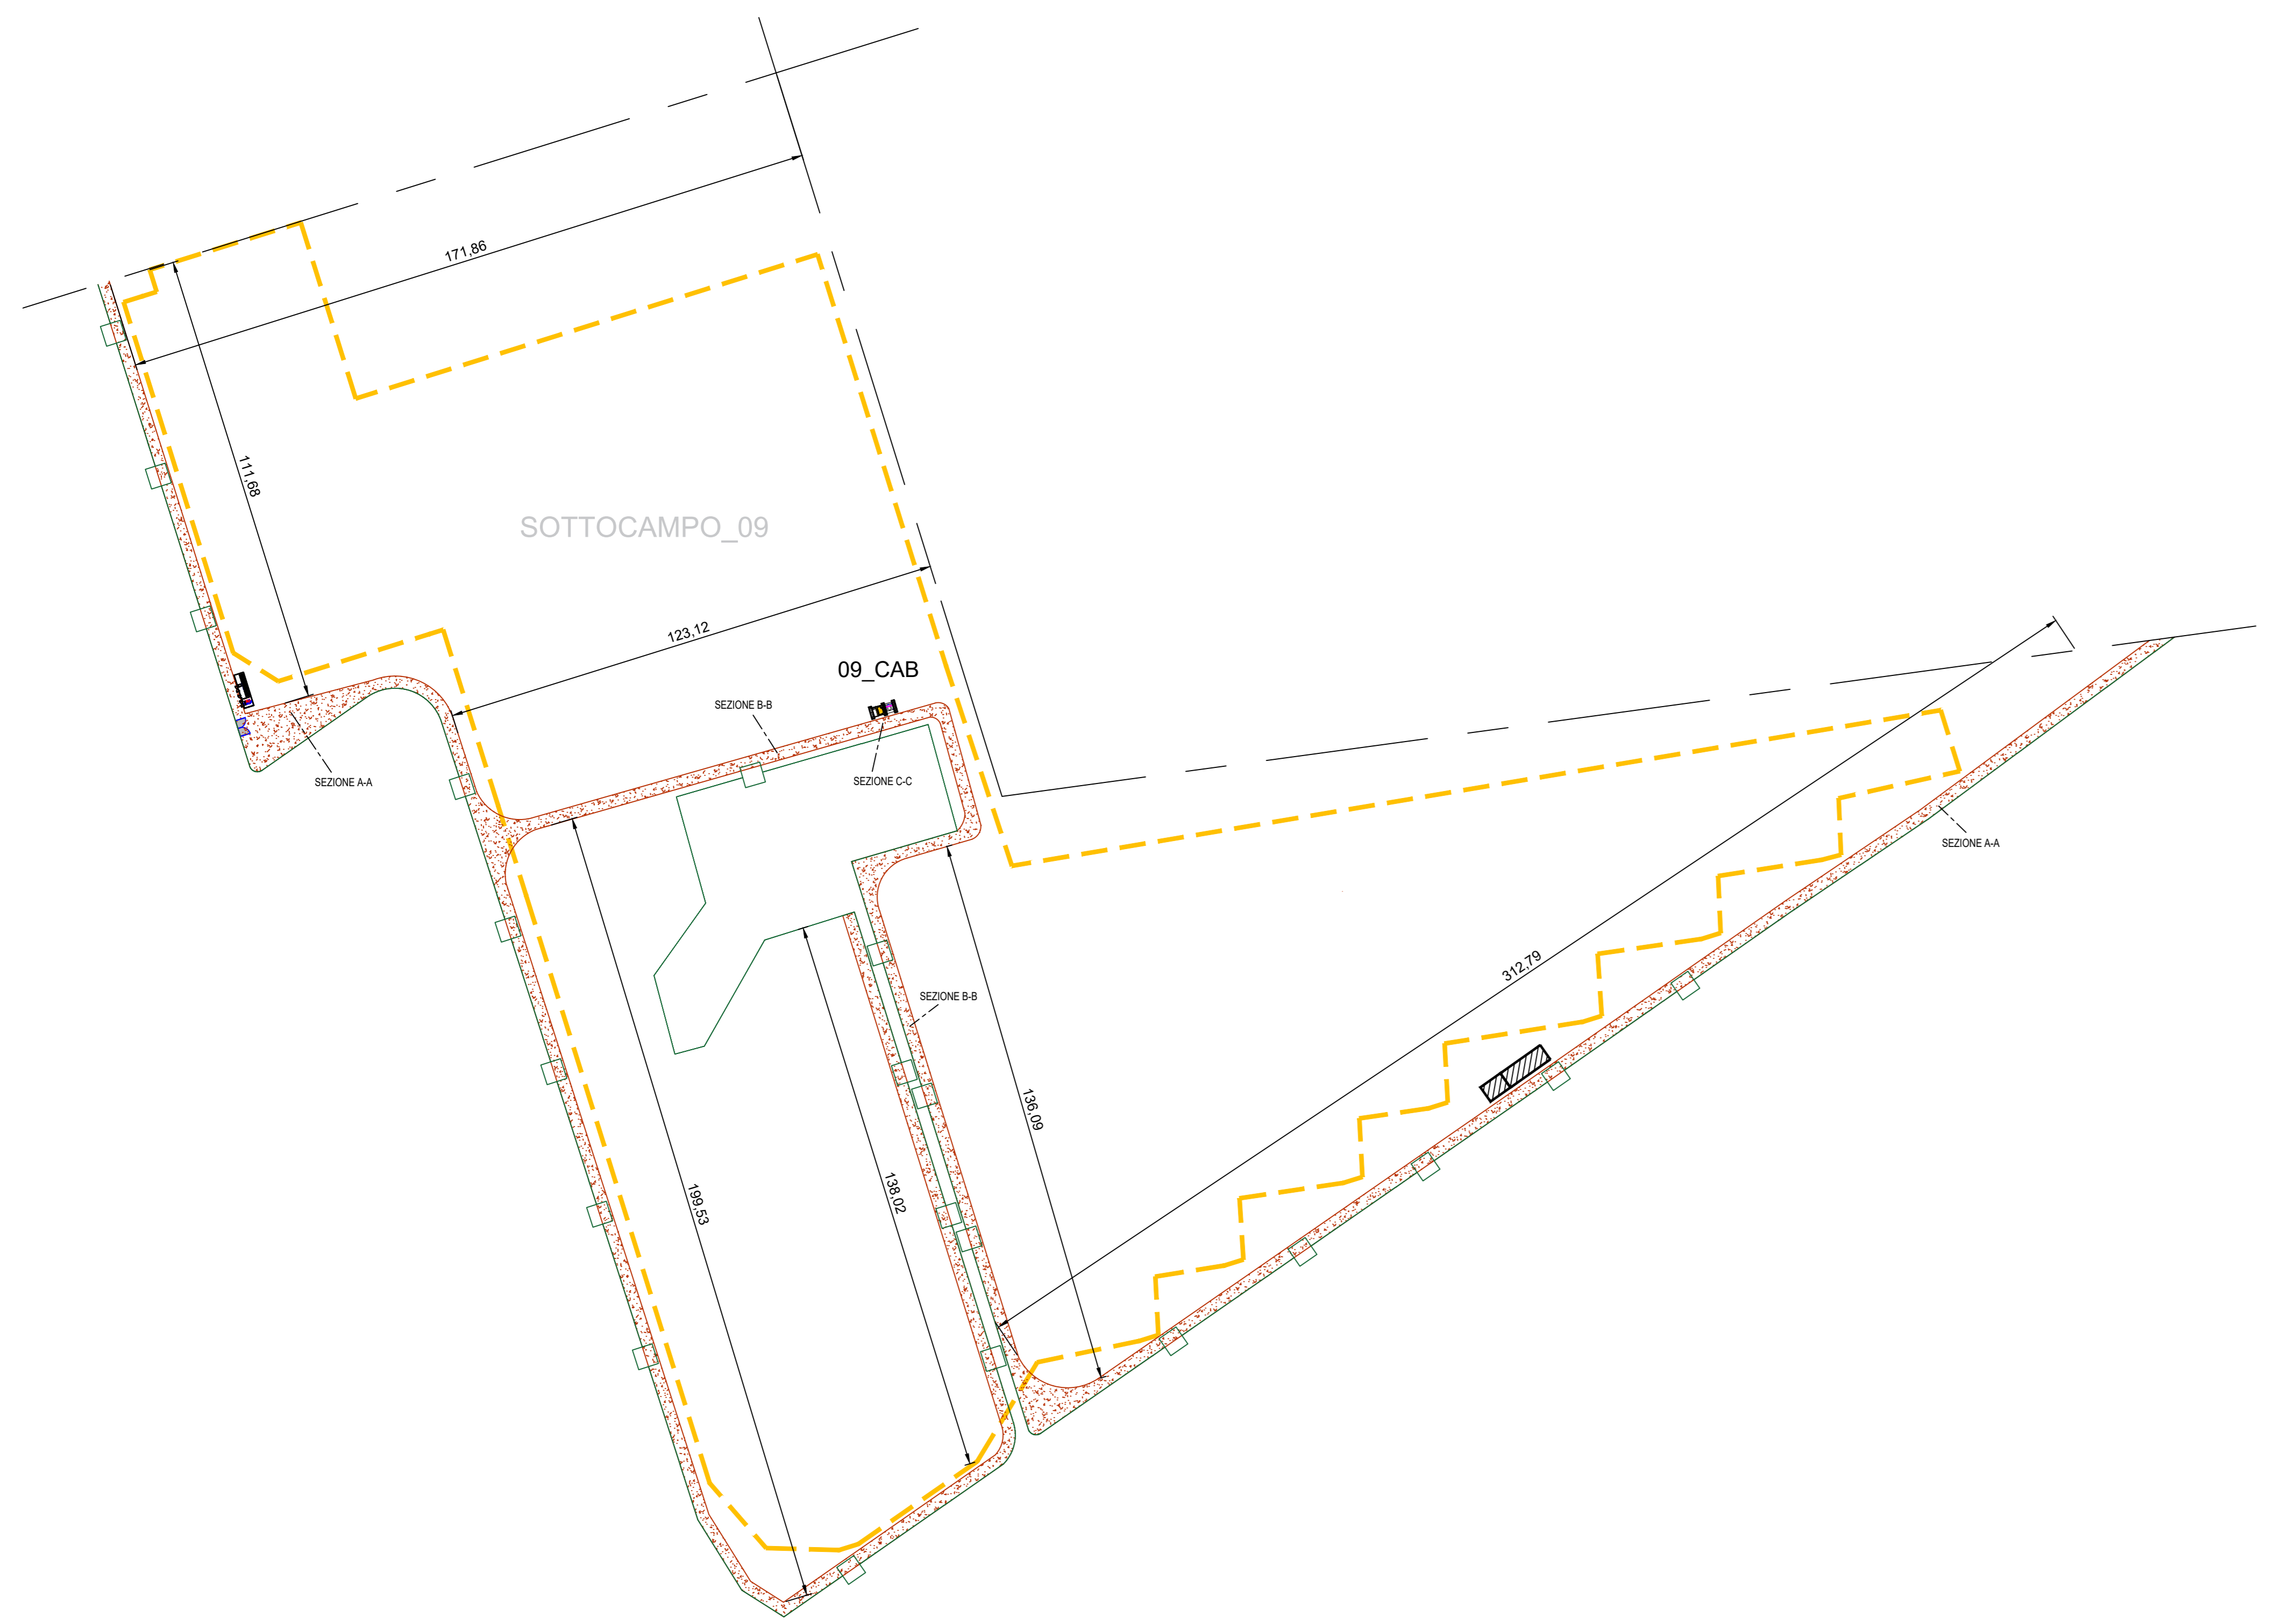 171,86
111,68
SOTTOCAMPO_09
123,12
09_CAB
SEZIONE B-B
SEZIONE A-A
SEZIONE C-C
SEZIONE A-A
312,79
SEZIONE B-B
136,09
199,53
138,02